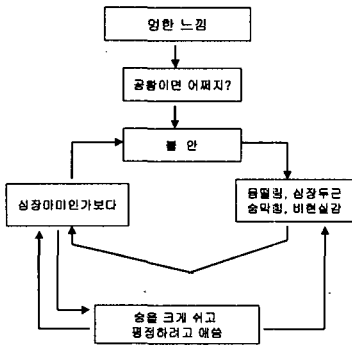 멍한 느낌
공황이면 어쩌지?
불 안
심장마비인가보다
몸떨림, 심장두근
숨막힘, 비현실감
숨을 크게 쉬고
평정하려고 애씀